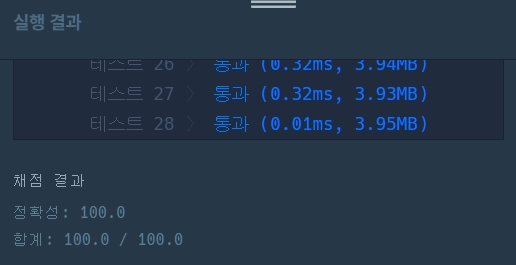 실행 결과
테스트 26 〉 통과 (0.32ms, 3.94MB)
테스트 27 〉 통과 (0.32ms, 3.93MB)
테스트 28 〉 통과 (0.01ms, 3.95MB)
채점 결과
정확성: 100.0
합계: 100.0 / 100.0